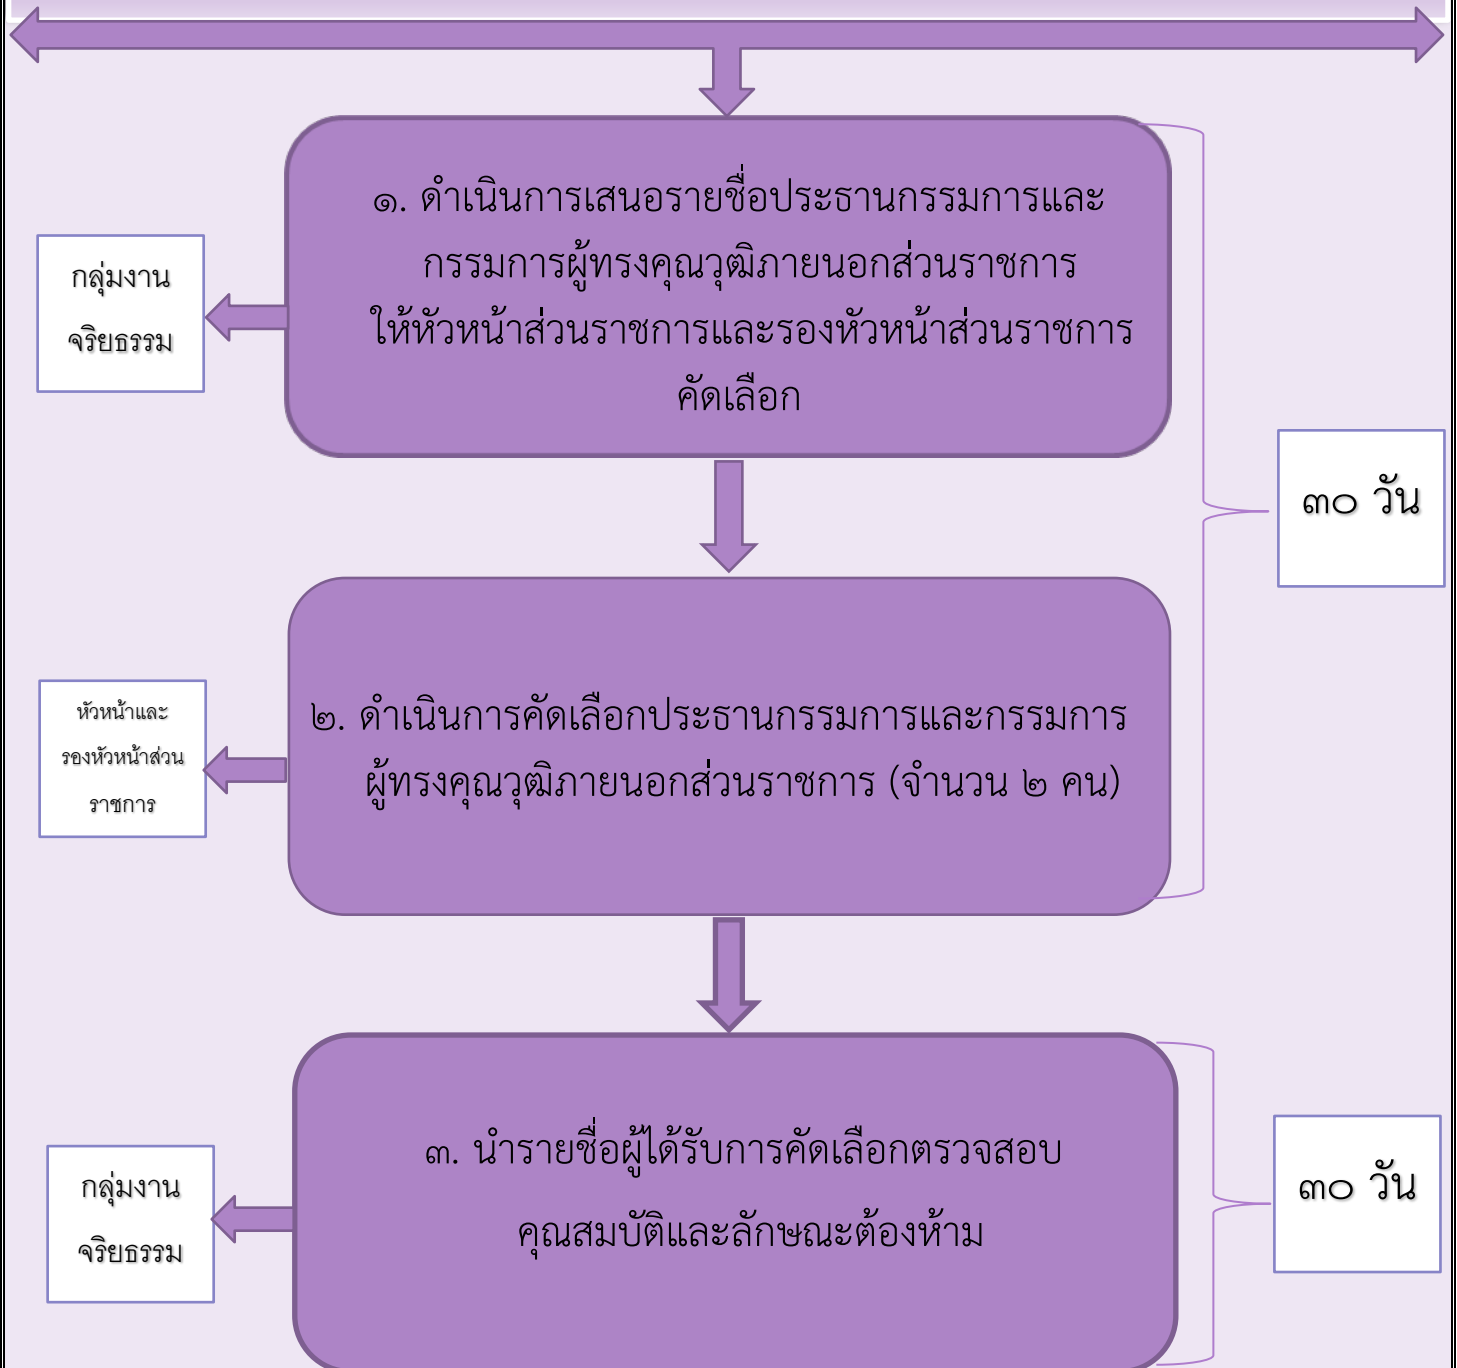 ๑. ดำเนินการเสนอรายชื่อประธานกรรมการและ
กรรมการผู้ทรงคุณวุฒิภายนอกส่วนราชการ
ให้หัวหน้าส่วนราชการและรองหัวหน้าส่วนราชการ
คัดเลือก
กลุ่มงาน
จริยธรรม
๓๐ วัน
๒. ดำเนินการคัดเลือกประธานกรรมการและกรรมการ
ผู้ทรงคุณวุฒิภายนอกส่วนราชการ (จำนวน ๒ คน)
หัวหน้าและ
รองหัวหน้าส่วน
ราชการ
๓. นำรายชื่อผู้ได้รับการคัดเลือกตรวจสอบ
คุณสมบัติและลักษณะต้องห้าม
กลุ่มงาน
จริยธรรม
๓๐ วัน